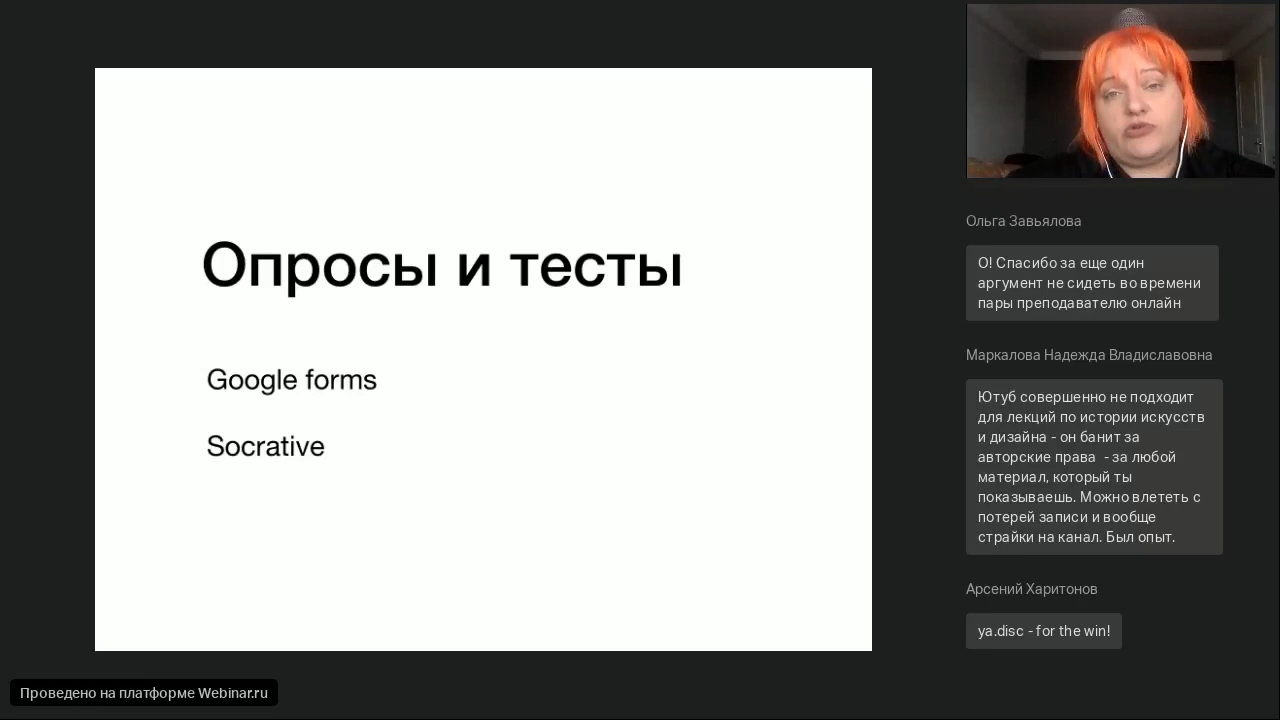 Опросы и тесты
Google forms
Socrative
Ольга Завьялова
О! Спасибо за еще один
аргумент не сидеть во времени
пары преподавателю онлайн
Маркалова Надежда Владиславовна
Ютуб совершенно не подходит
для лекций по истории искусств
и дизайна - он банит за
авторские права  - за любой
материал, который ты
показываешь. Можно влететь с
потерей записи и вообще
страйки на канал. Был опыт.
Арсений Харитонов
ya.disc - for the win!
Проведено на платформе Webinar.ru